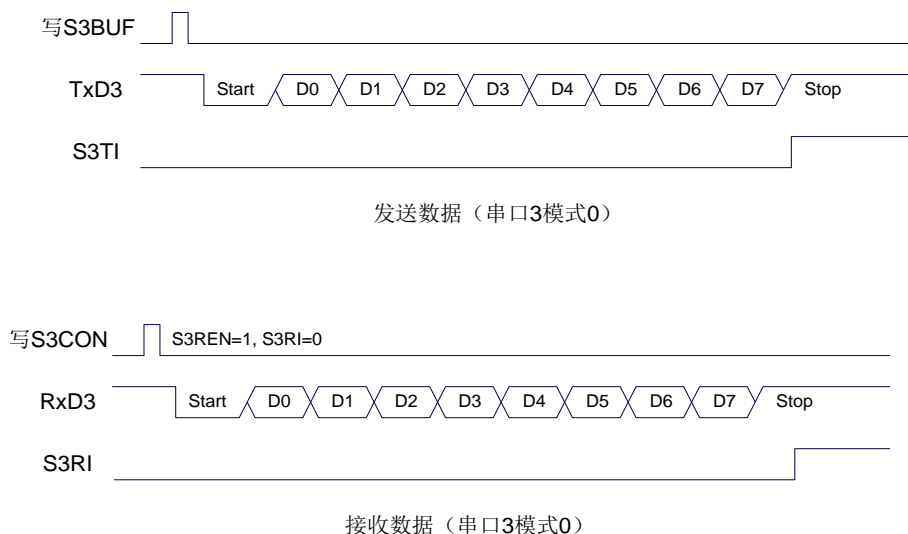 写S3BUF
TxD3 Start D0 D1 D2 D3 D4 D5 D6 D7 Stop
S3TI
发送数据（串口3模式0）
写S3CON S3REN=1, S3RI=0
RxD3 Start D0 D1 D2 D3 D4 D5 D6 D7 Stop
S3RI
接收数据（串口3模式0）